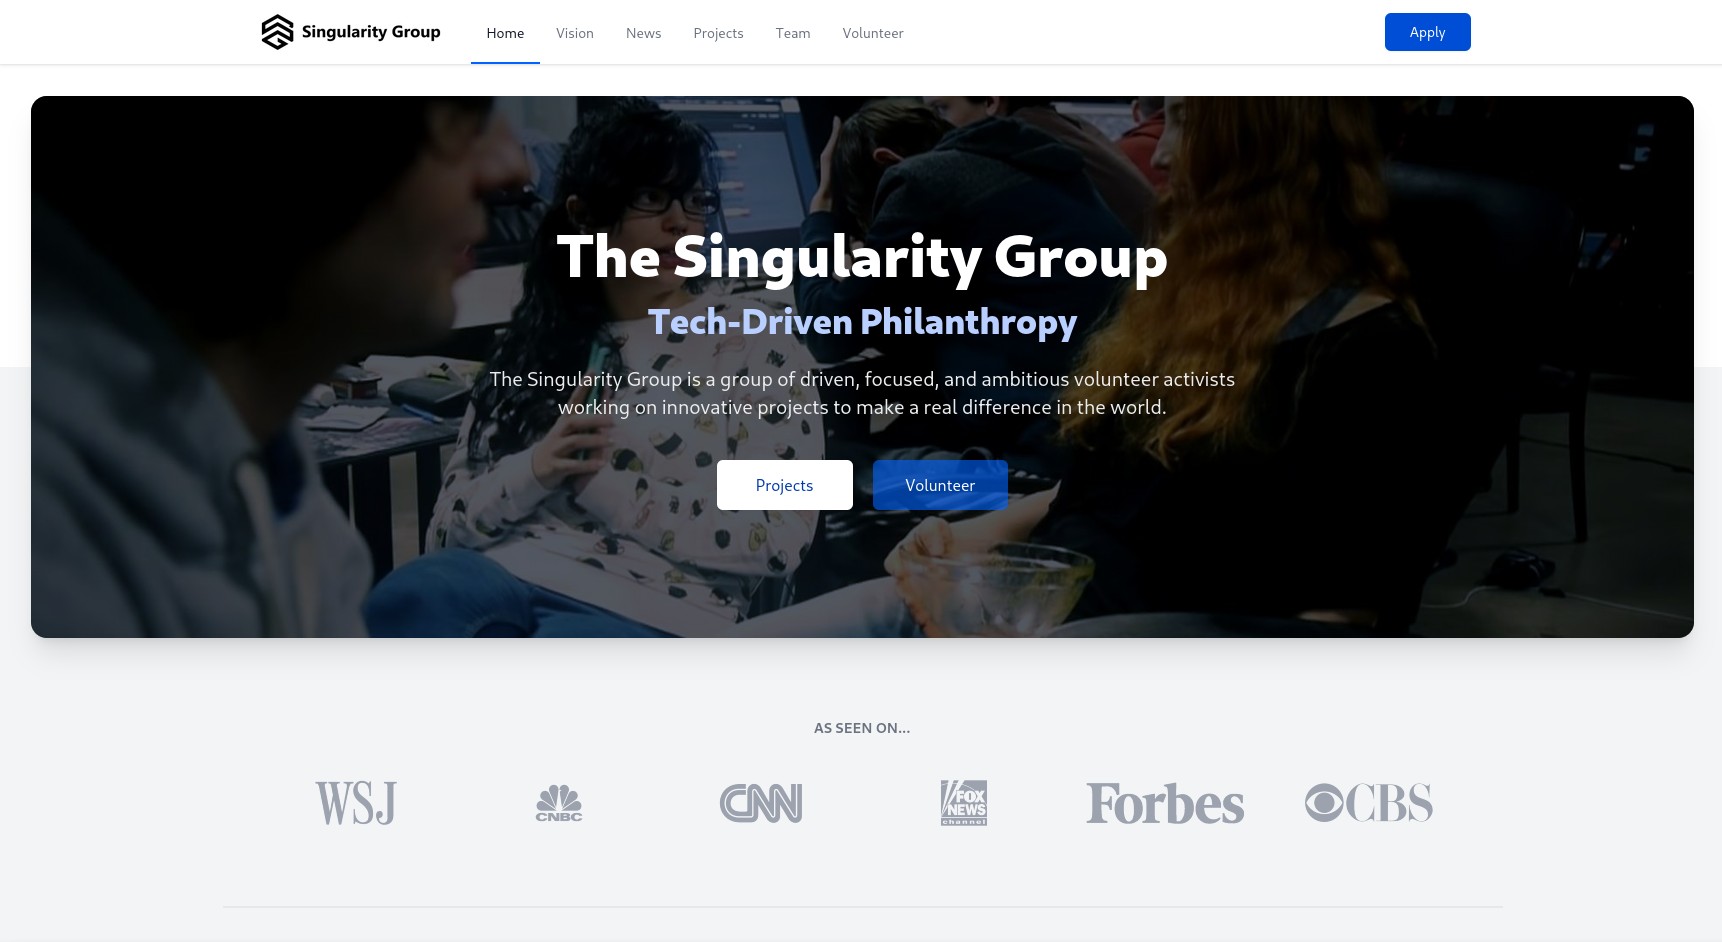 Singularity Group
Home
Vision
News
Projects
Team
Volunteer
Apply
The Singularity Group
Tech-Driven Philanthropy
The Singularity Group is a group of driven, focused, and ambitious volunteer activists
working on innovative projects to make a real difference in the world.
Projects
Volunteer
AS SEEN ON...
WSJ
CNBC
CNN
FOX
NEWS
channel
Forbes
CBS